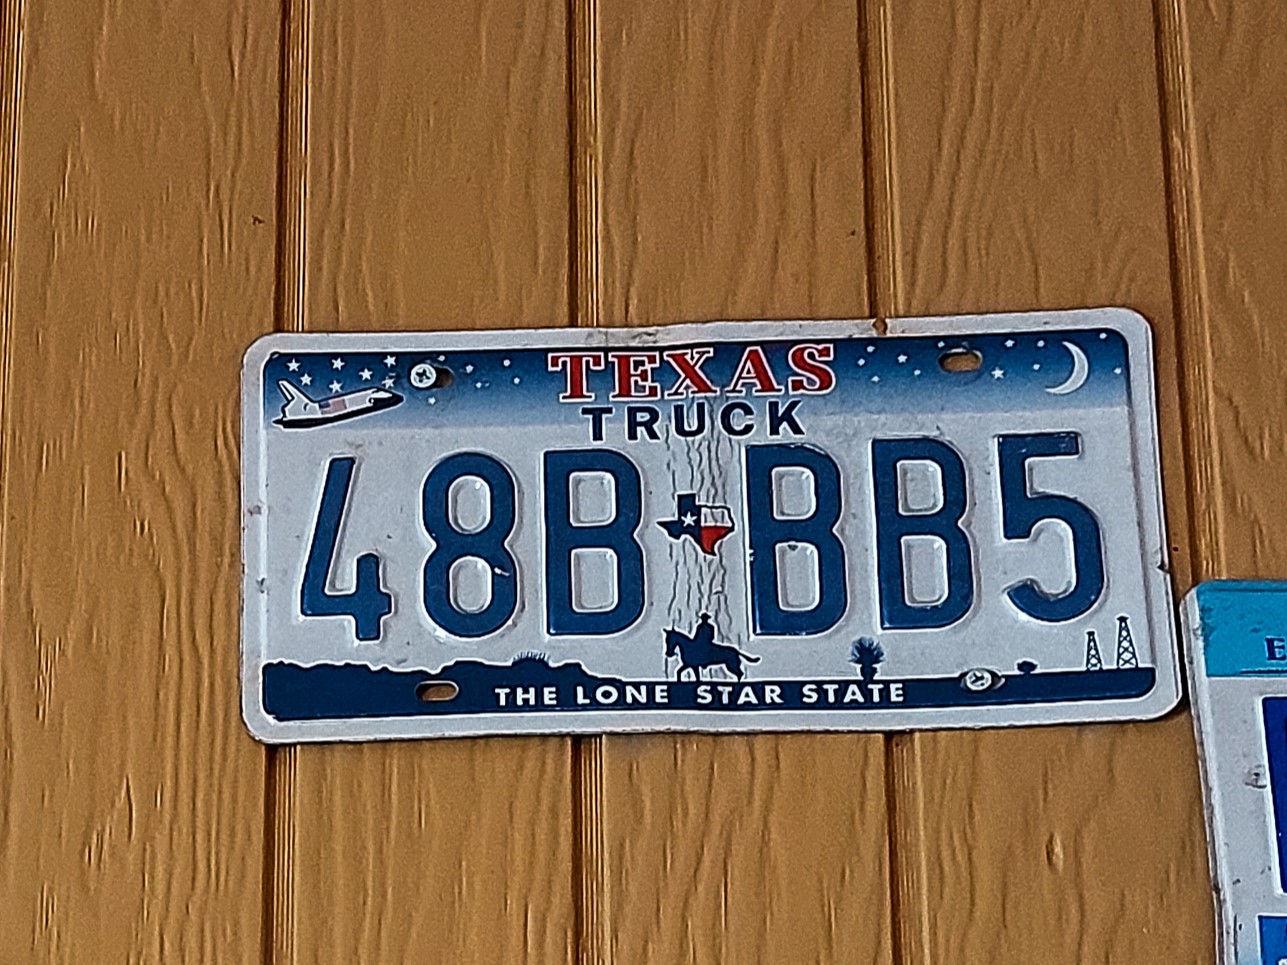 TEXAS
TRUCK
48B BB5
THE LONE STAR STATE